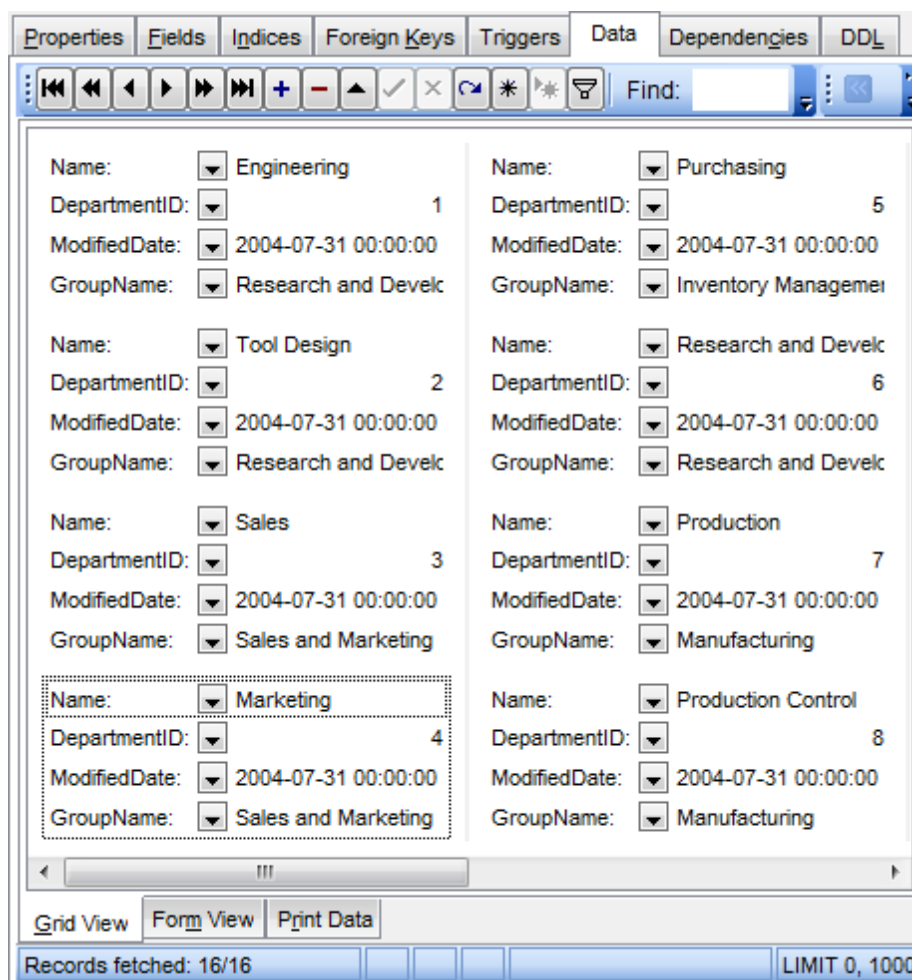 Properties Fields Indices Foreign Keys Triggers Data Dependencies DDL
Find:
Name: Engineering
DepartmentID: 1
ModifiedDate: 2004-07-31 00:00:00
GroupName: Research and Develc
Name: Tool Design
DepartmentID: 2
ModifiedDate: 2004-07-31 00:00:00
GroupName: Research and Develc
Name: Sales
DepartmentID: 3
ModifiedDate: 2004-07-31 00:00:00
GroupName: Sales and Marketing
Name: Marketing
DepartmentID: 4
ModifiedDate: 2004-07-31 00:00:00
GroupName: Sales and Marketing
Name: Purchasing
DepartmentID: 5
ModifiedDate: 2004-07-31 00:00:00
GroupName: Inventory Managemer
Name: Research and Develc
DepartmentID: 6
ModifiedDate: 2004-07-31 00:00:00
GroupName: Research and Develc
Name: Production
DepartmentID: 7
ModifiedDate: 2004-07-31 00:00:00
GroupName: Manufacturing
Name: Production Control
DepartmentID: 8
ModifiedDate: 2004-07-31 00:00:00
GroupName: Manufacturing
Grid View Form View Print Data
Records fetched: 16/16 LIMIT 0, 1000